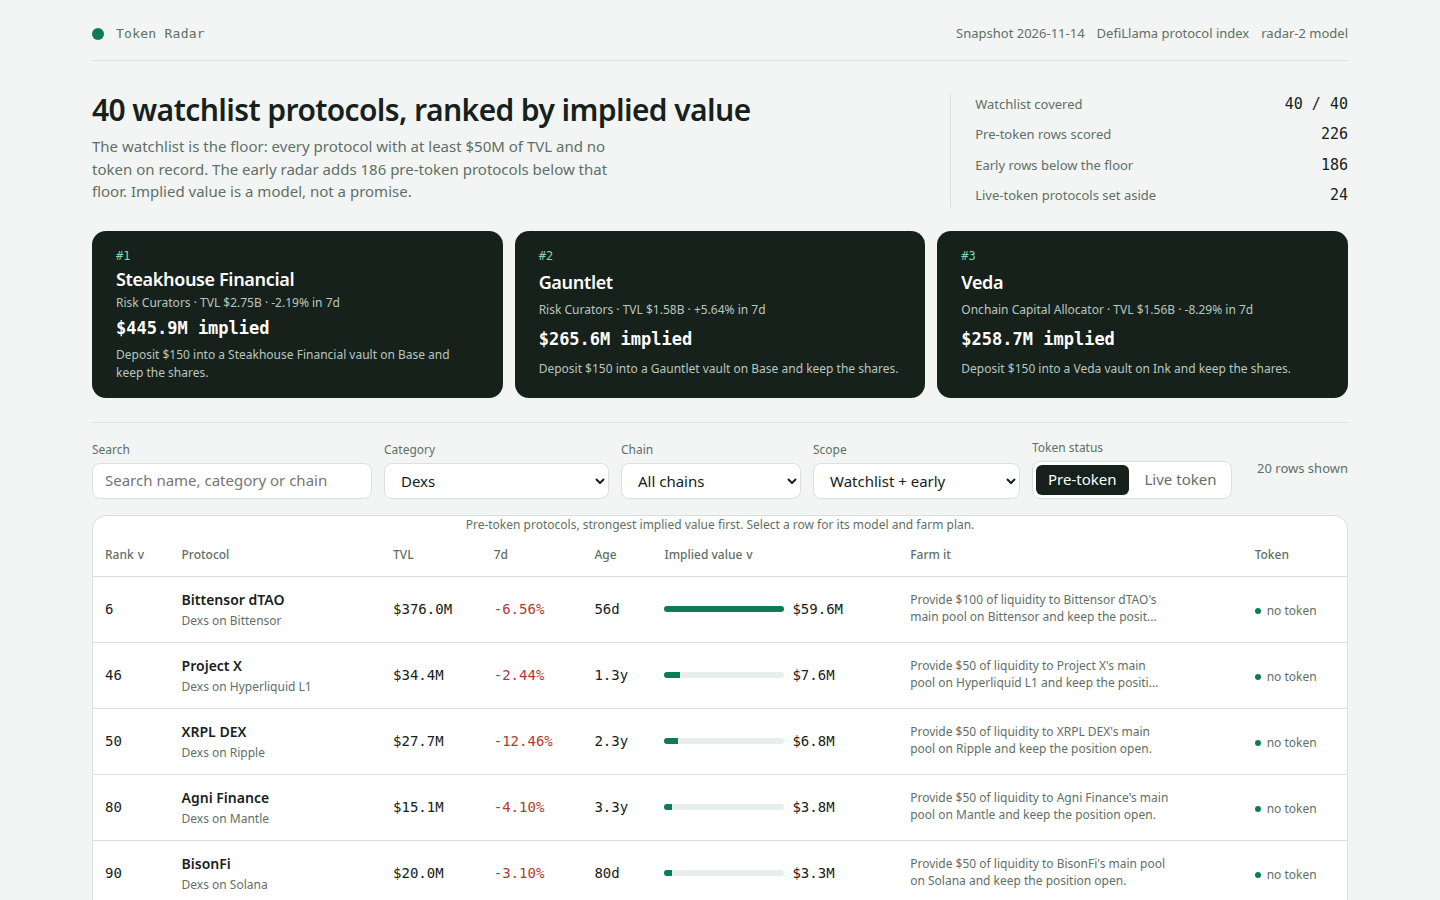 Token Radar
Snapshot 2026-11-14 DefiLlama protocol index radar-2 model
40 watchlist protocols, ranked by implied value
The watchlist is the floor: every protocol with at least $50M of TVL and no
token on record. The early radar adds 186 pre-token protocols below that
floor. Implied value is a model, not a promise.
Watchlist covered 40 / 40
Pre-token rows scored 226
Early rows below the floor 186
Live-token protocols set aside 24
#1
Steakhouse Financial
Risk Curators · TVL $2.75B · -2.19% in 7d
$445.9M implied
Deposit $150 into a Steakhouse Financial vault on Base and
keep the shares.
#2
Gauntlet
Risk Curators · TVL $1.58B · +5.64% in 7d
$265.6M implied
Deposit $150 into a Gauntlet vault on Base and keep the shares.
#3
Veda
Onchain Capital Allocator · TVL $1.56B · -8.29% in 7d
$258.7M implied
Deposit $150 into a Veda vault on Ink and keep the shares.
Search
Search name, category or chain
Category
Dexs
Chain
All chains
Scope
Watchlist + early
Token status
Pre-token Live token
20 rows shown
Pre-token protocols, strongest implied value first. Select a row for its model and farm plan.
Rank v Protocol TVL 7d Age Implied value v Farm it Token
6 Bittensor dTAO $376.0M -6.56% 56d $59.6M Provide $100 of liquidity to Bittensor dTAO's no token
Dexs on Bittensor main pool on Bittensor and keep the posit...
46 Project X $34.4M -2.44% 1.3y $7.6M Provide $50 of liquidity to Project X's main no token
Dexs on Hyperliquid L1 pool on Hyperliquid L1 and keep the positi...
50 XRPL DEX $27.7M -12.46% 2.3y $6.8M Provide $50 of liquidity to XRPL DEX's main no token
Dexs on Ripple pool on Ripple and keep the position open.
80 Agni Finance $15.1M -4.10% 3.3y $3.8M Provide $50 of liquidity to Agni Finance's main no token
Dexs on Mantle pool on Mantle and keep the position open.
90 BisonFi $20.0M -3.10% 80d $3.3M Provide $50 of liquidity to BisonFi's main pool no token
Dexs on Solana on Solana and keep the position open.